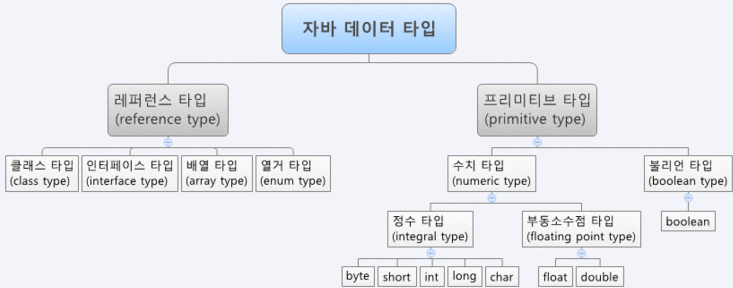 자바 데이터 타입
레퍼런스 타입
(reference type)
프리미티브 타입
(primitive type)
클래스 타입
(class type)
인터페이스 타입
(interface type)
배열 타입
(array type)
열거 타입
(enum type)
수치 타입
(numeric type)
불리언 타입
(boolean type)
정수 타입
(integral type)
부동소수점 타입
(floating point type)
boolean
byte
short
int
long
char
float
double